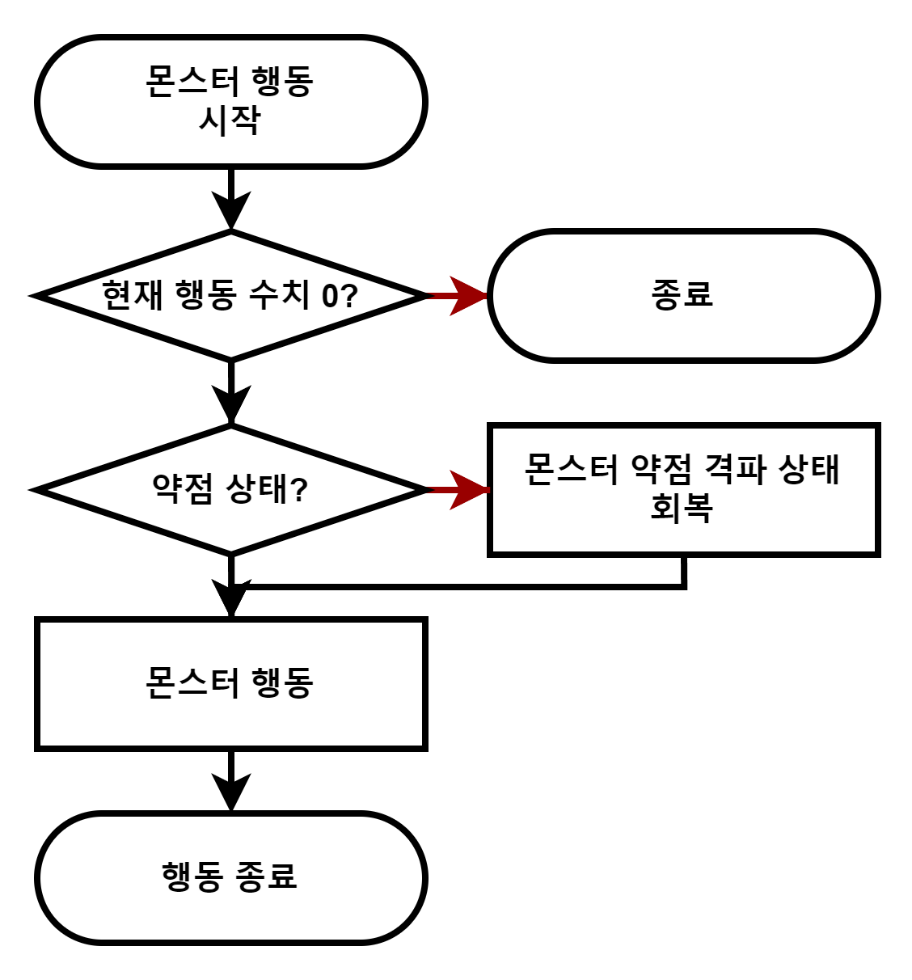 몬스터 행동
시작
현재 행동 수치 0?
종료
약점 상태?
몬스터 약점 격파 상태
회복
몬스터 행동
행동 종료